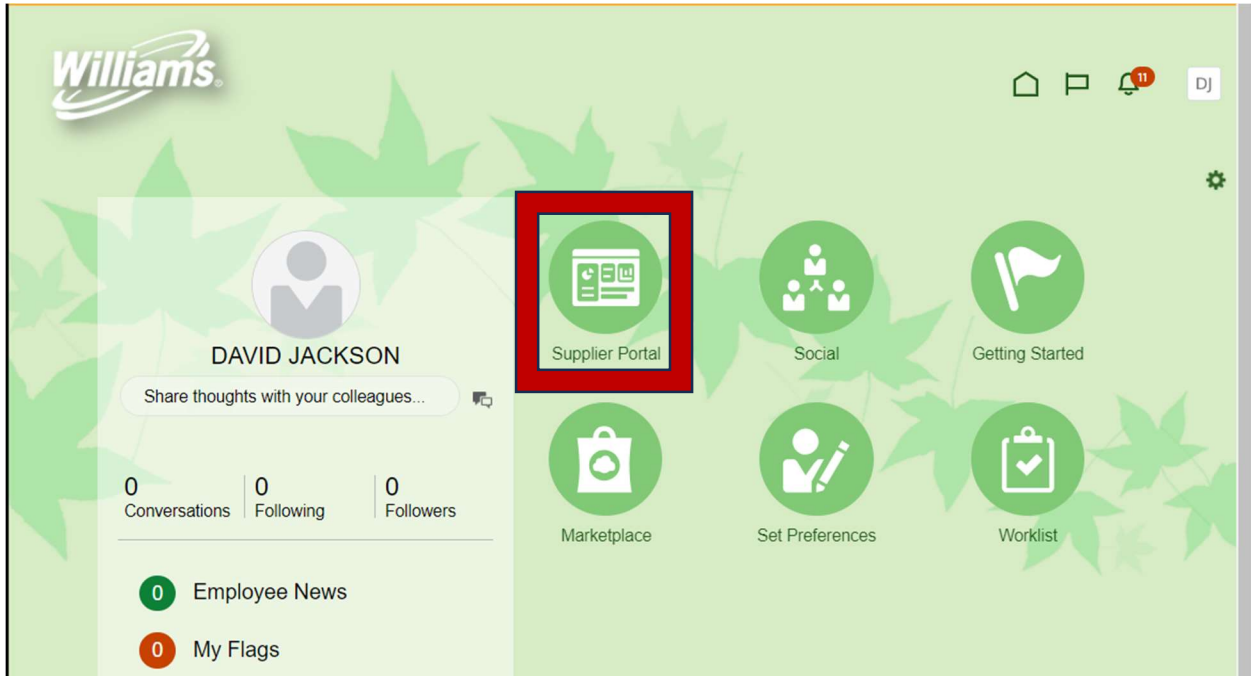 Williams®
11
DJ
DAVID JACKSON
Share thoughts with your colleagues...
0 0 0
Conversations Following Followers
0 Employee News
0 My Flags
Supplier Portal Social Getting Started
Marketplace Set Preferences Worklist